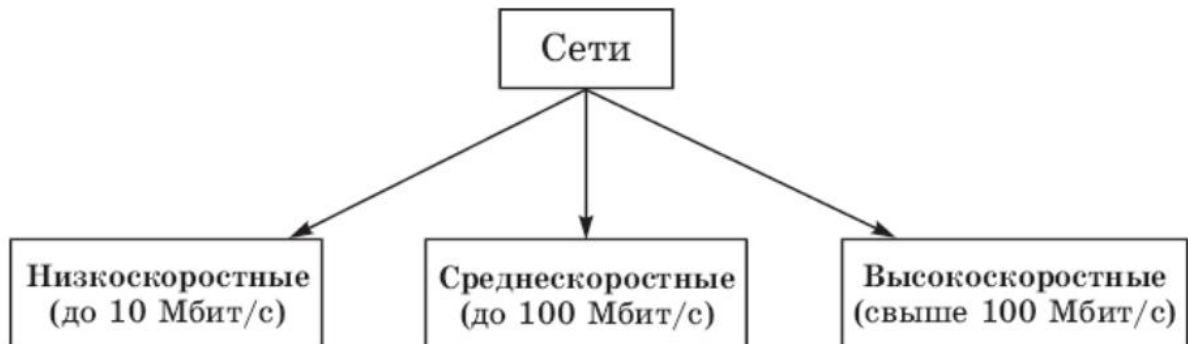 Сети
Низкоскоростные
(до 10 Мбит/с)
Среднескоростные
(до 100 Мбит/с)
Высокоскоростные
(свыше 100 Мбит/с)